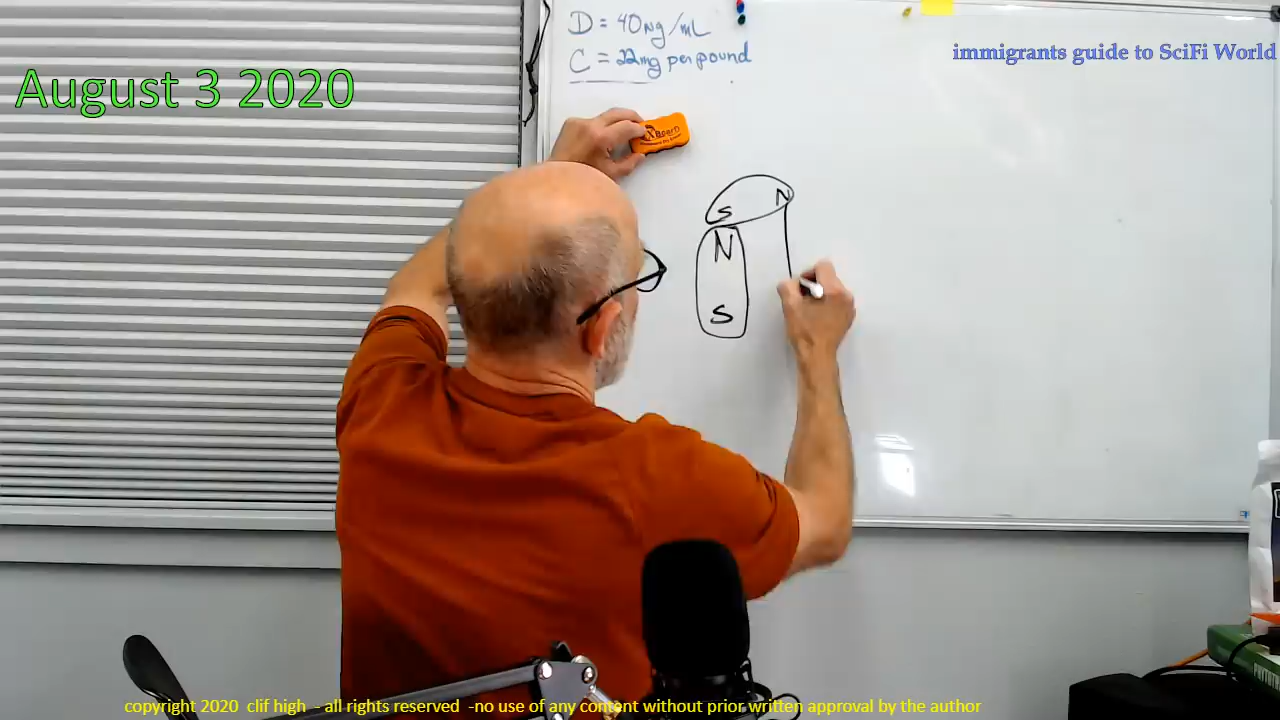 D = 40ng/mL
C = 22mg per pound
immigrants guide to SciFi World
August 3 2020
S N
N
S
copyright 2020 clif high - all rights reserved -no use of any content without prior written approval by the author